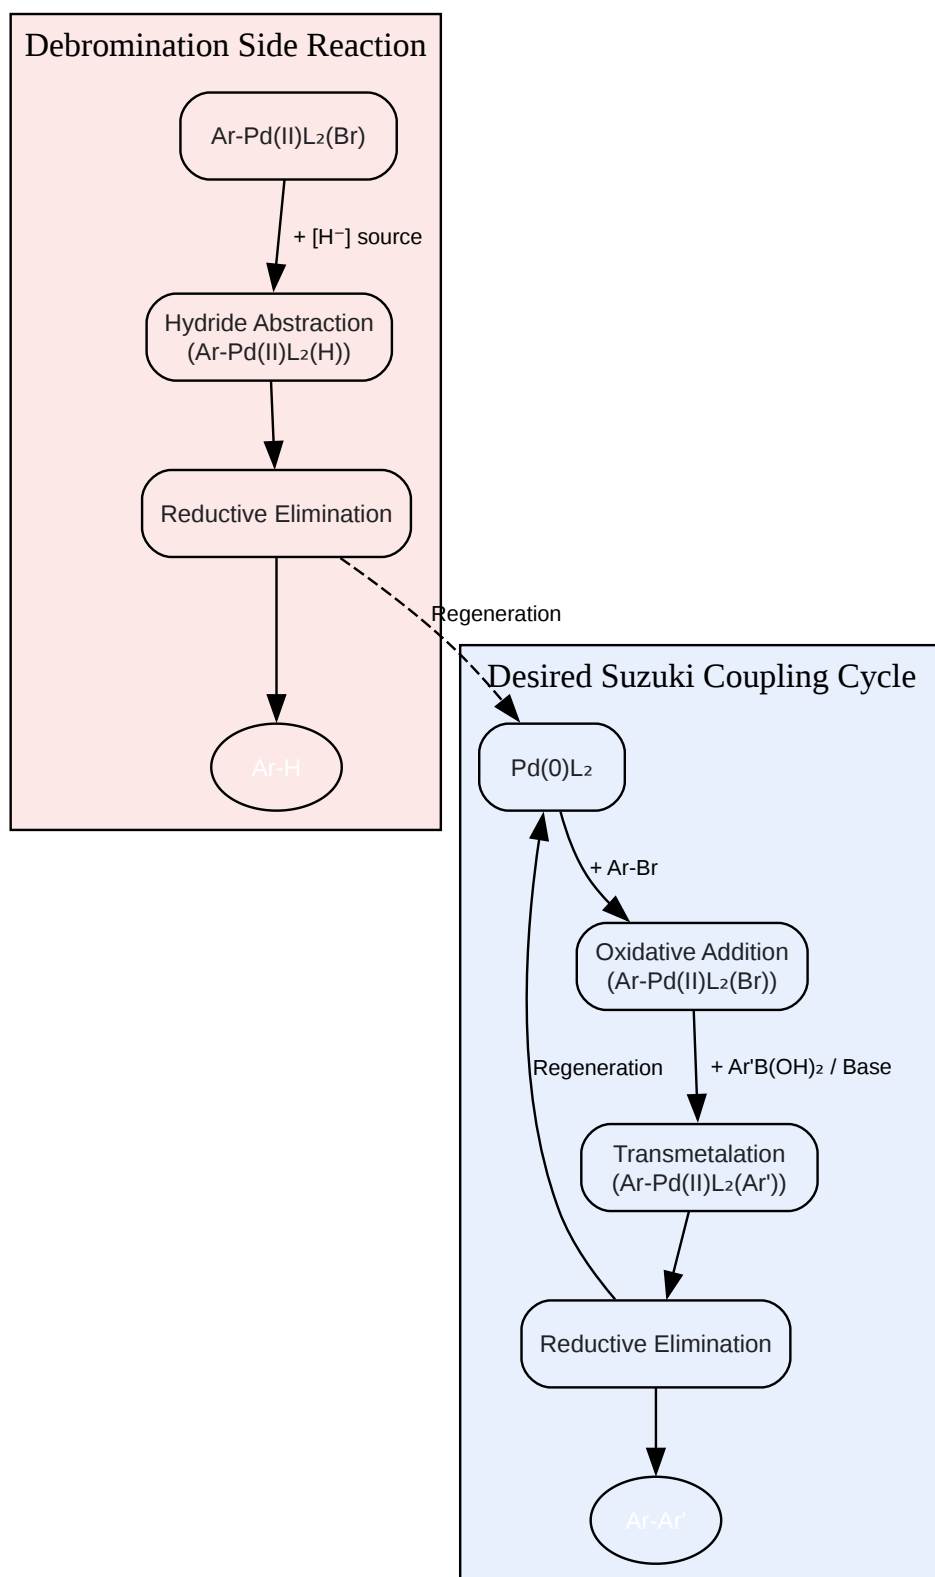 Debromination Side Reaction
Ar-Pd(II)L₂(Br)
+ [H⁻] source
Hydride Abstraction
(Ar-Pd(II)L₂(H))
Reductive Elimination
Regeneration
Ar-H
Desired Suzuki Coupling Cycle
Pd(0)L₂
+ Ar-Br
Oxidative Addition
(Ar-Pd(II)L₂(Br))
Regeneration
+ Ar'B(OH)₂ / Base
Transmetalation
(Ar-Pd(II)L₂(Ar'))
Reductive Elimination
Ar-Ar'